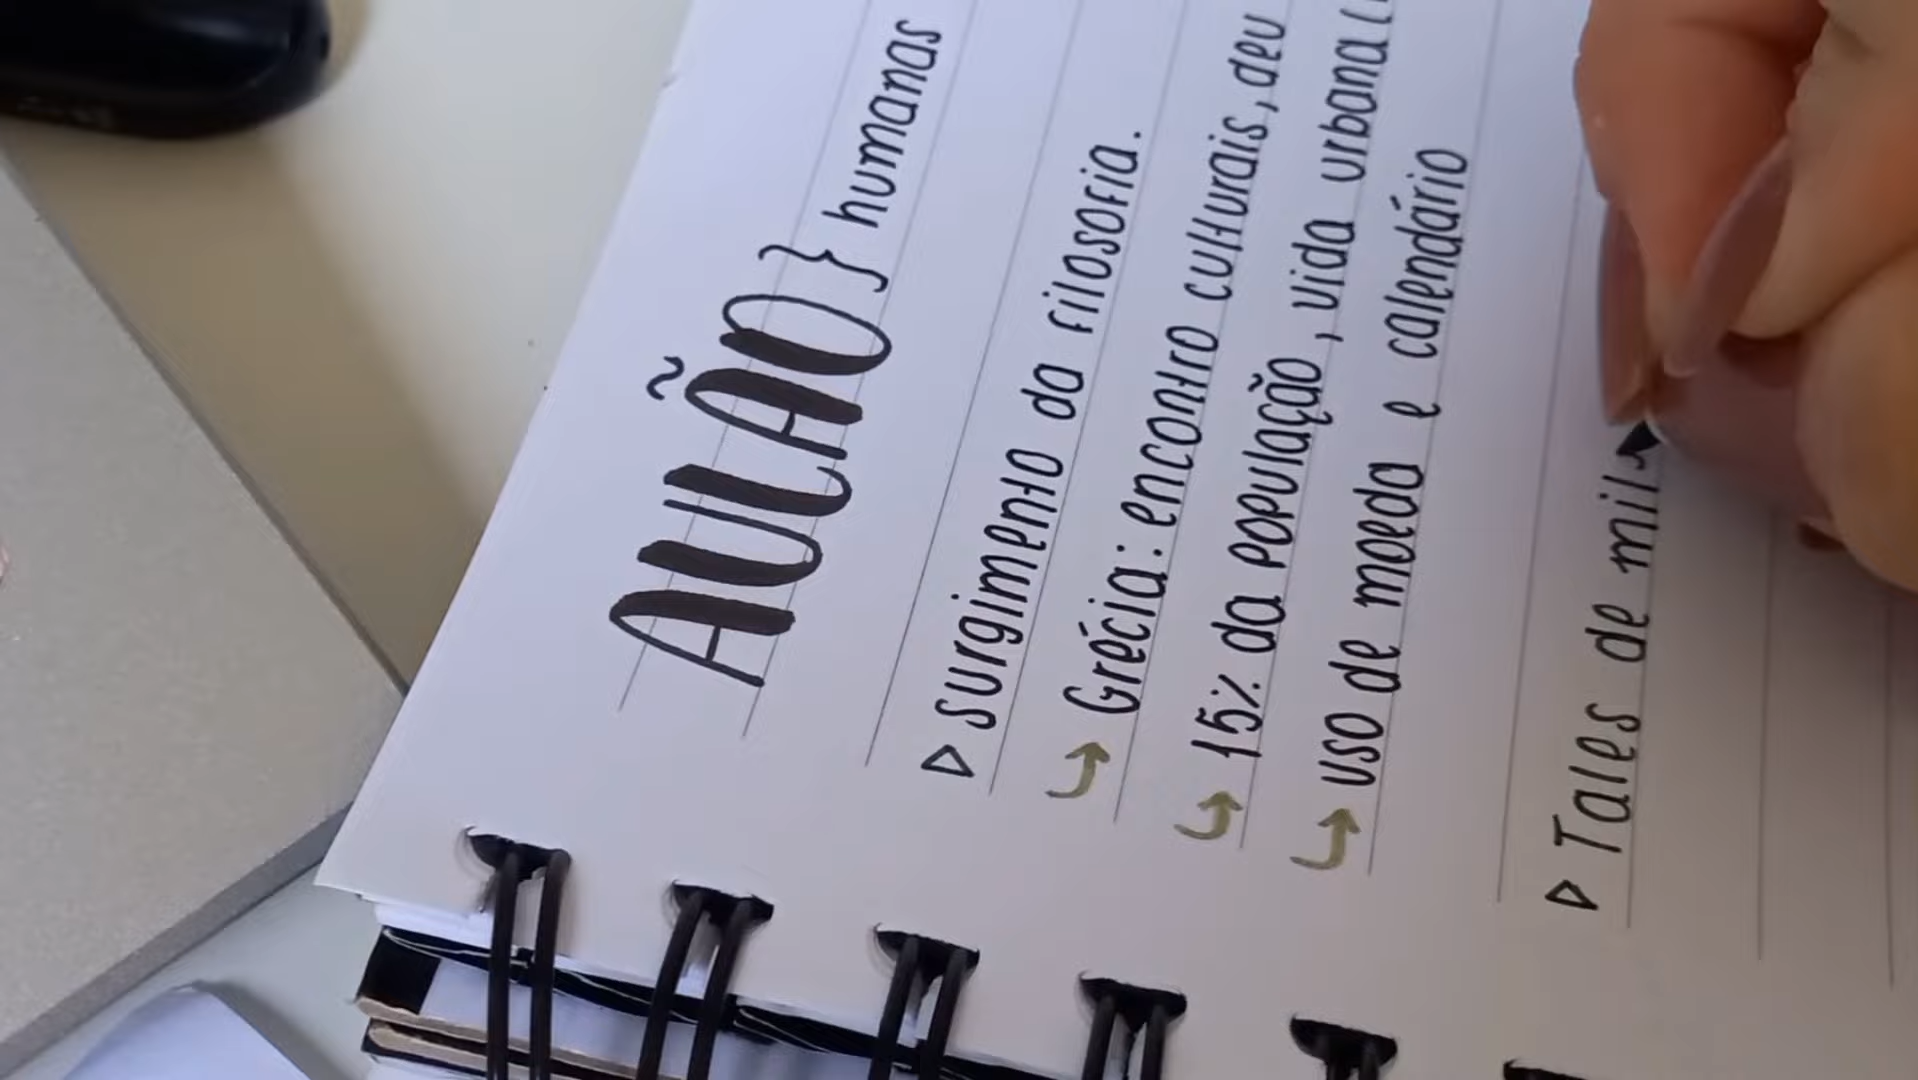 AULÃO } humanas
▷ surgimento da filosofia.
↪ Grécia: encontro culturais, deu
↪ 15% da população, vida urbana (
↪ uso de moeda e calendário
▷ Tales de mil